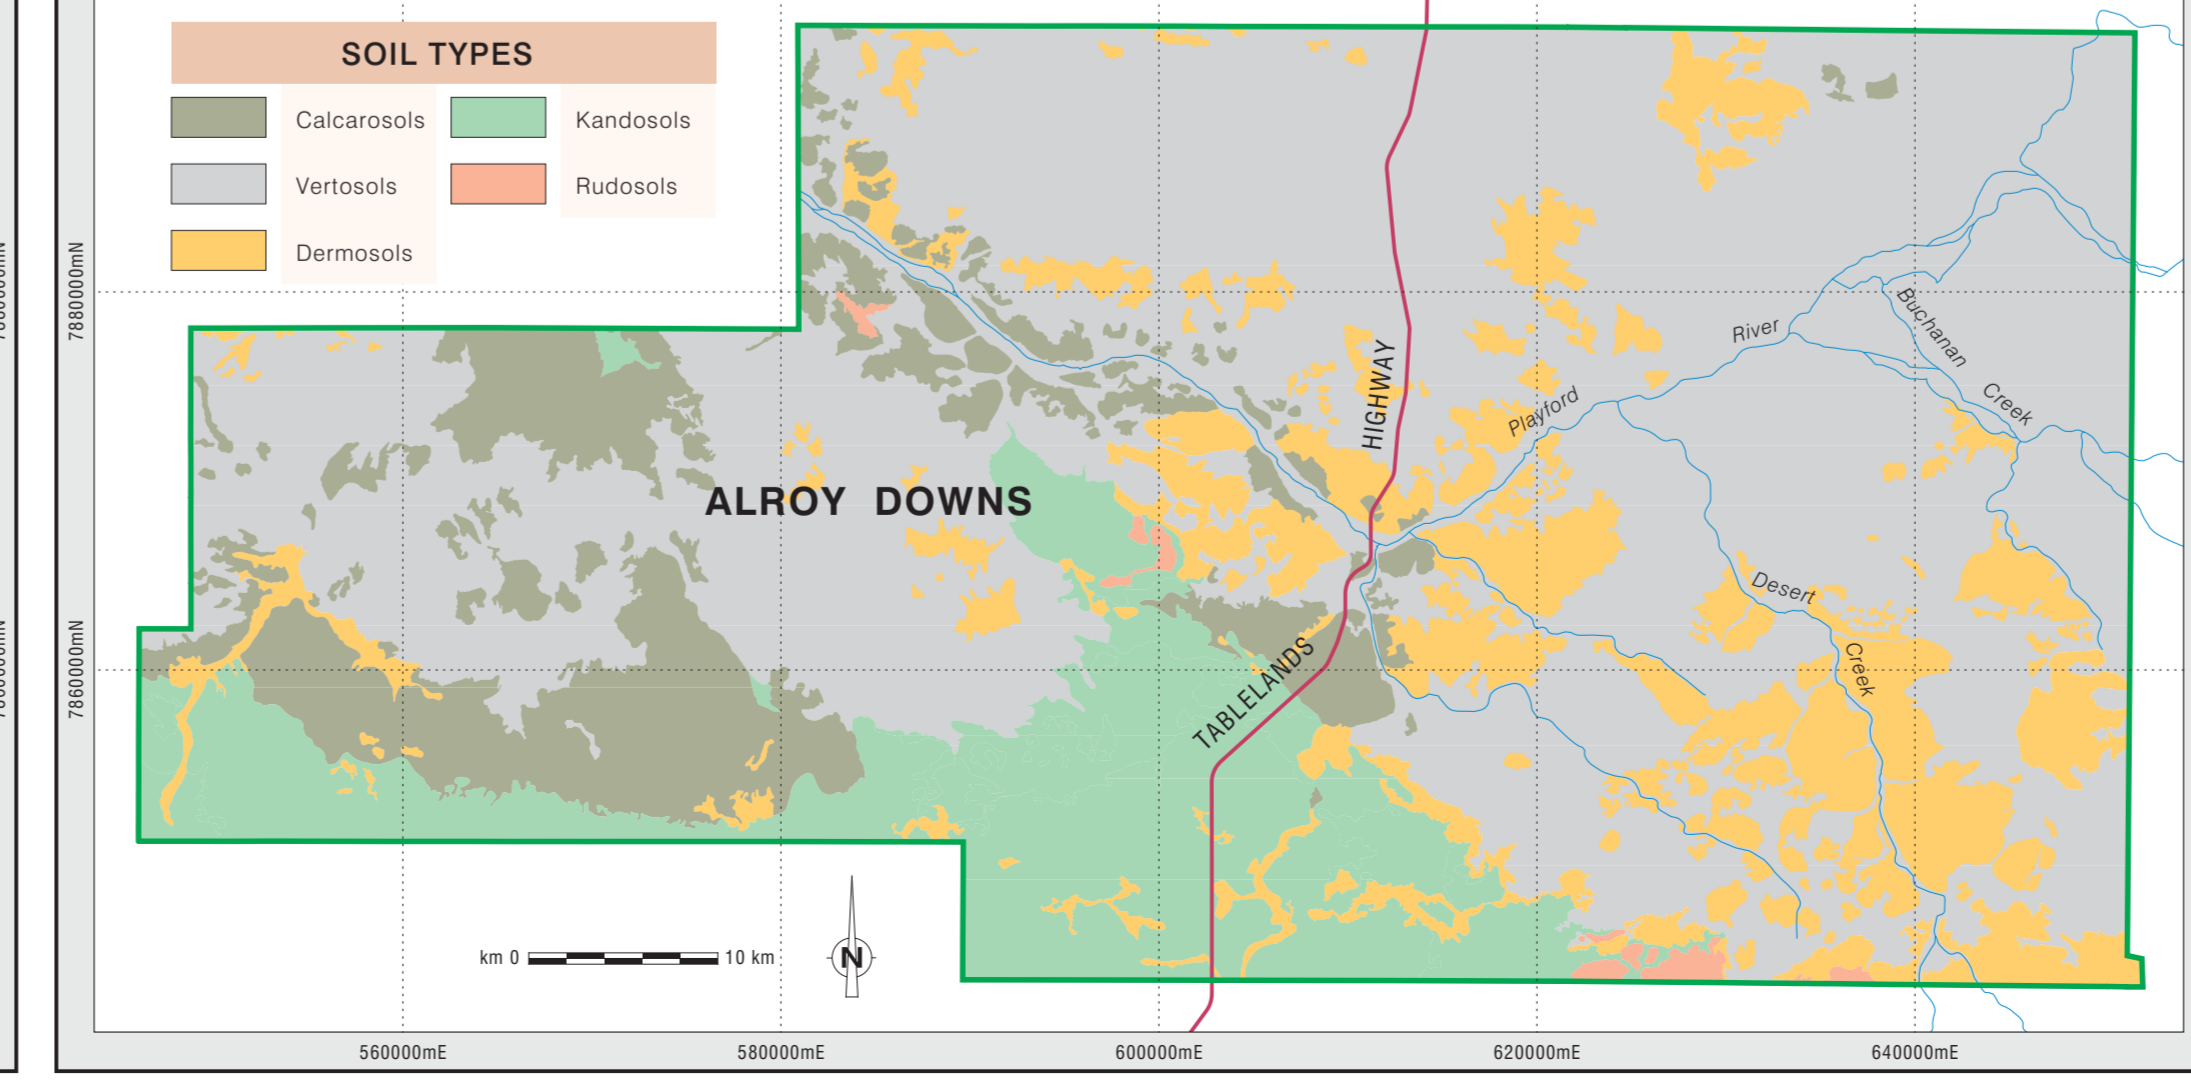 SOIL TYPES
Calcarosols
Kandosols
Vertosols
Rudosols
Dermosols
7880000mN
7860000mN
ALROY DOWNS
HIGHWAY
TABLELANDS
River
Playford
Buchanan
Creek
Desert
Creek
km 0
10 km
N
560000mE
580000mE
600000mE
620000mE
640000mE